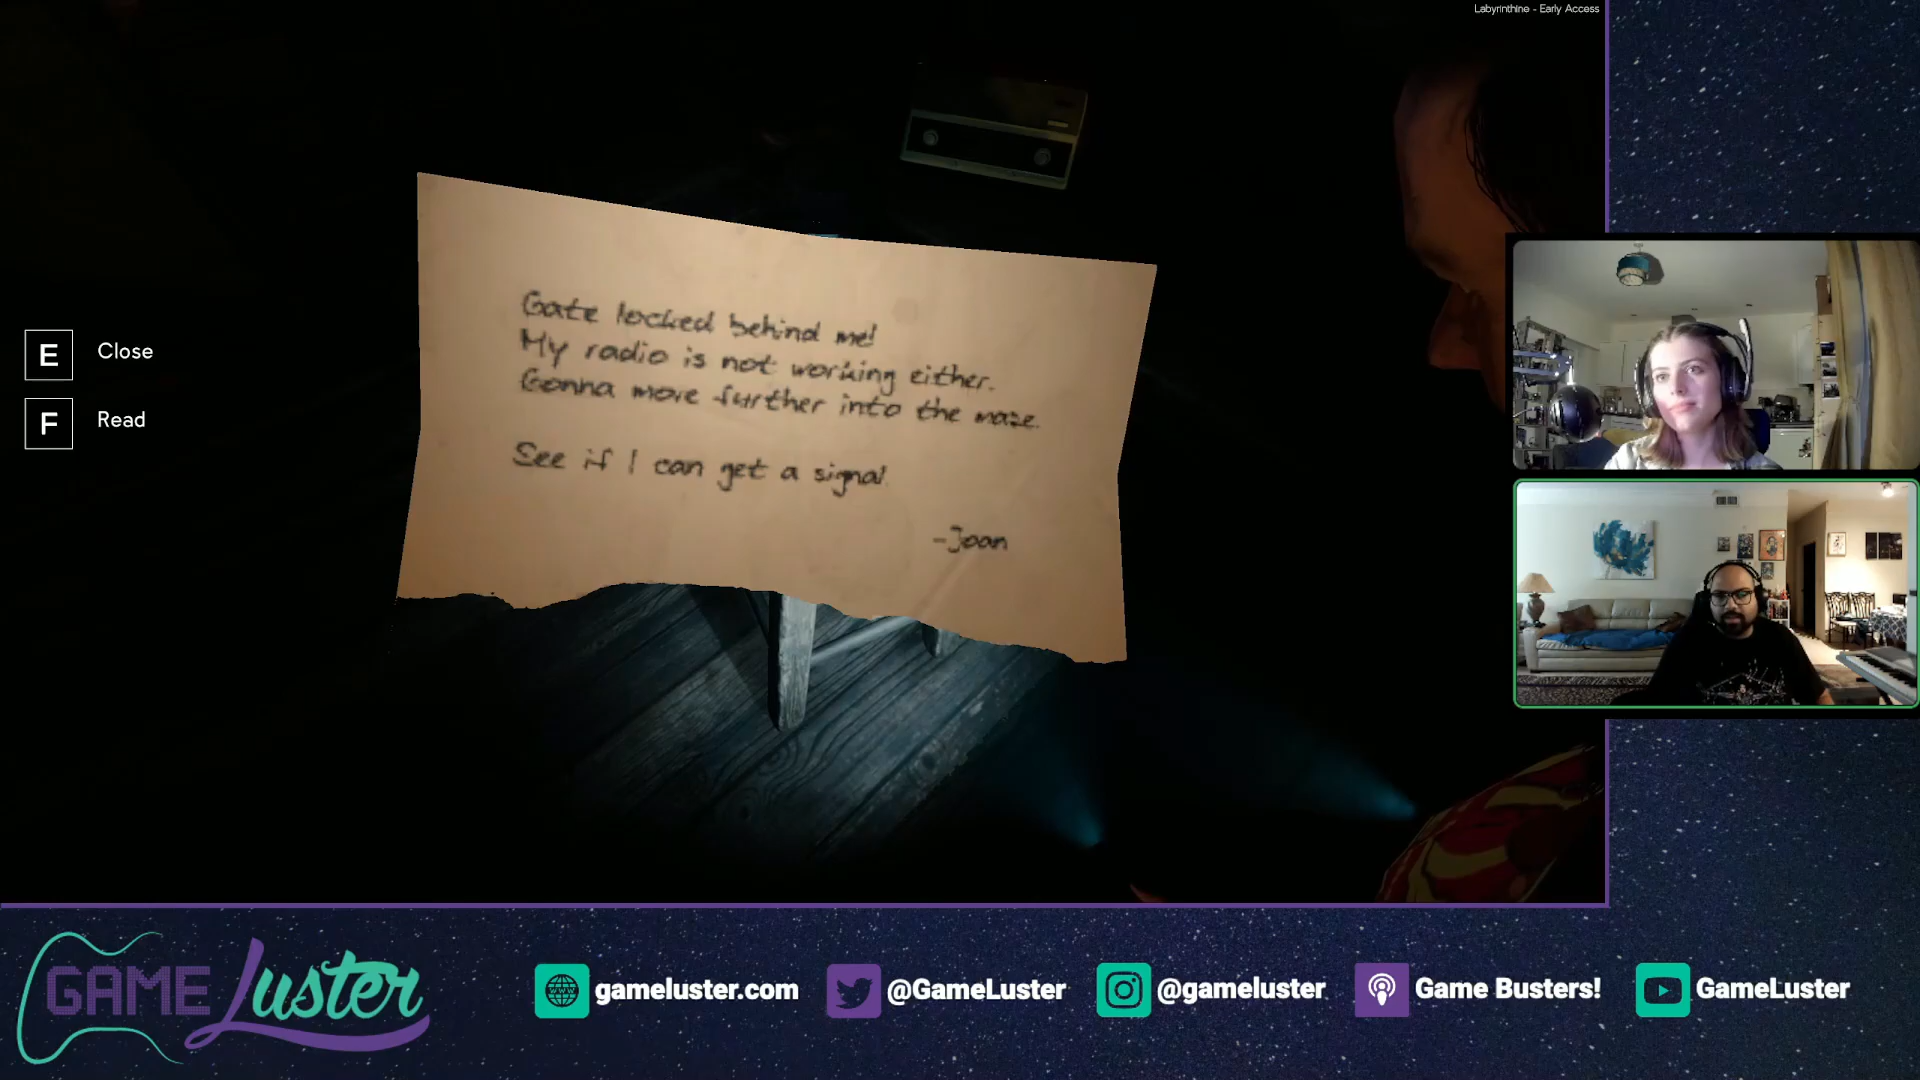 Labyrinthine - Early Access
Gate locked behind me!
My radio is not working either.
Gonna move further into the maze.
See if I can get a signal.
-Joan
E Close
F Read
GAME Luster
gameluster.com
@GameLuster
@gameluster
Game Busters!
GameLuster